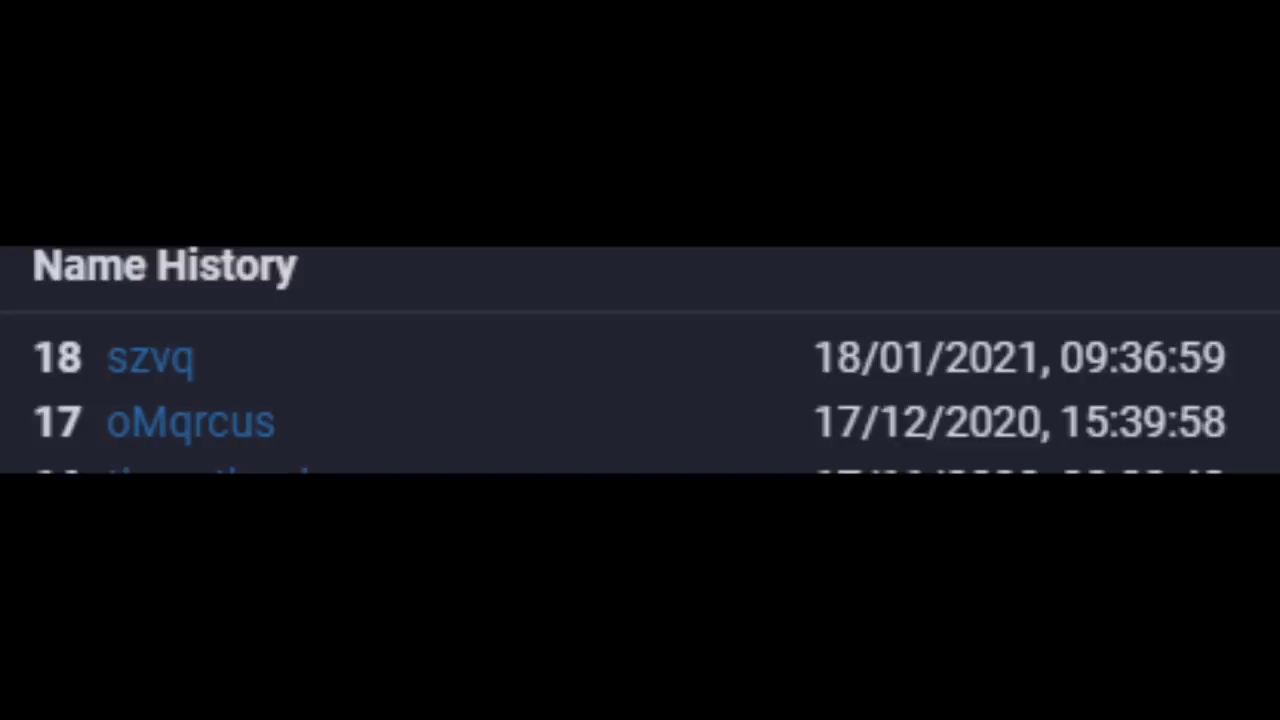 Name History
18 szvq 18/01/2021, 09:36:59
17 oMqrcus 17/12/2020, 15:39:58